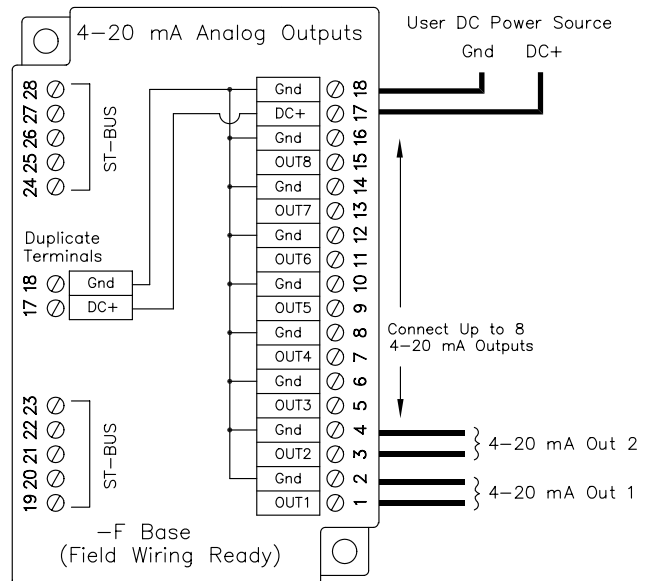 4-20 mA Analog Outputs
User DC Power Source
Gnd DC+
28
27
26
25
24
ST-BUS
Duplicate
Terminals
18 Gnd
17 DC+
23
22
21
20
19
ST-BUS
Gnd 18
DC+ 17
Gnd 16
OUT8 15
Gnd 14
OUT7 13
Gnd 12
OUT6 11
Gnd 10
OUT5 9
Gnd 8
OUT4 7
Gnd 6
OUT3 5
Gnd 4
OUT2 3
Gnd 2
OUT1 1
Connect Up to 8
4-20 mA Outputs
4-20 mA Out 2
4-20 mA Out 1
-F Base
(Field Wiring Ready)